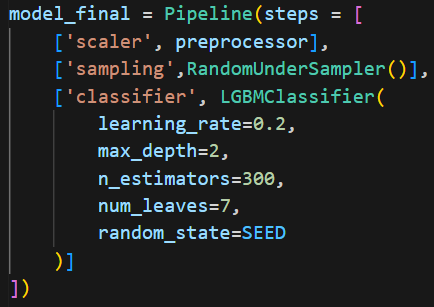 model_final = Pipeline(steps = [
    ['scaler', preprocessor],
    ['sampling',RandomUnderSampler()],
    ['classifier', LGBMClassifier(
        learning_rate=0.2,
        max_depth=2,
        n_estimators=300,
        num_leaves=7,
        random_state=SEED
    )]
])